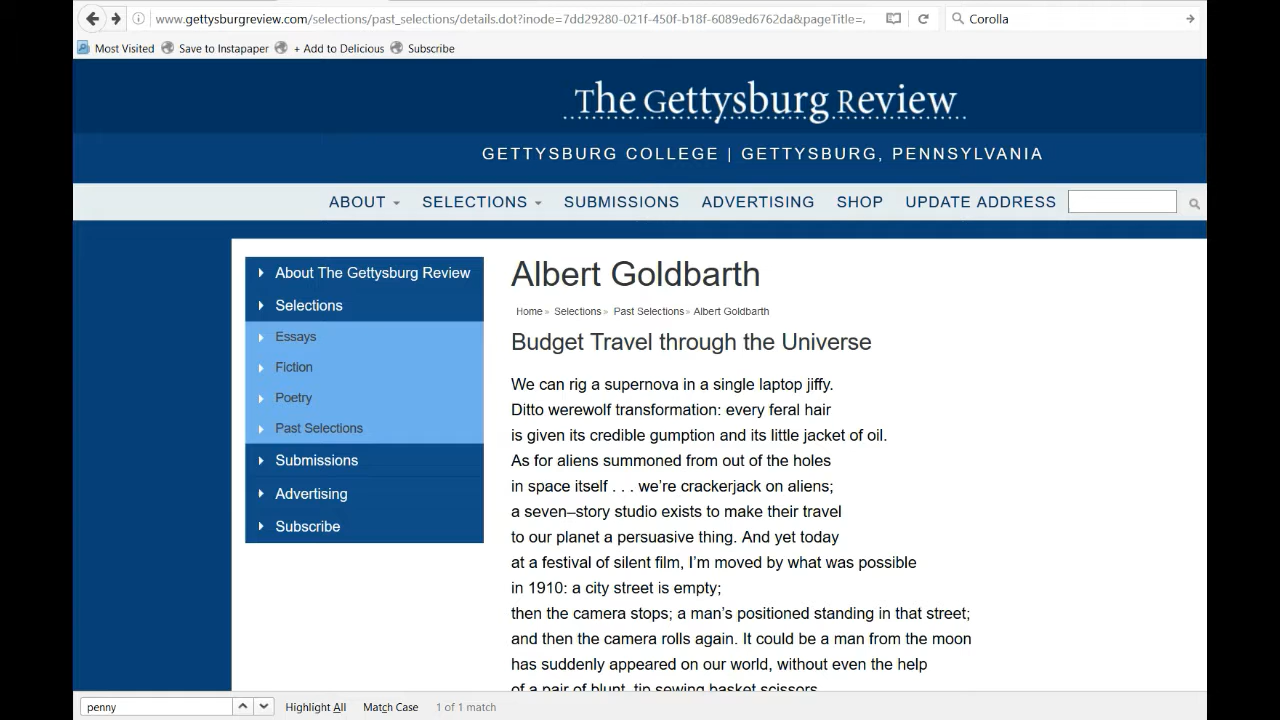 www.gettysburgreview.com/selections/past_selections/details.dot?inode=7dd29280-021f-450f-b18f-6089ed6762da&pageTitle=
Corolla
Most Visited
Save to Instapaper
+ Add to Delicious
Subscribe
The Gettysburg Review
GETTYSBURG COLLEGE | GETTYSBURG, PENNSYLVANIA
ABOUT
SELECTIONS
SUBMISSIONS
ADVERTISING
SHOP
UPDATE ADDRESS
About The Gettysburg Review
Selections
Essays
Fiction
Poetry
Past Selections
Submissions
Advertising
Subscribe
Albert Goldbarth
Home » Selections » Past Selections » Albert Goldbarth
Budget Travel through the Universe
We can rig a supernova in a single laptop jiffy.
Ditto werewolf transformation: every feral hair
is given its credible gumption and its little jacket of oil.
As for aliens summoned from out of the holes
in space itself . . . we’re crackerjack on aliens;
a seven–story studio exists to make their travel
to our planet a persuasive thing. And yet today
at a festival of silent film, I’m moved by what was possible
in 1910: a city street is empty;
then the camera stops; a man’s positioned standing in that street;
and then the camera rolls again. It could be a man from the moon
has suddenly appeared on our world, without even the help
of a pair of blunt, tip sewing basket scissors
penny
Highlight All
Match Case
1 of 1 match